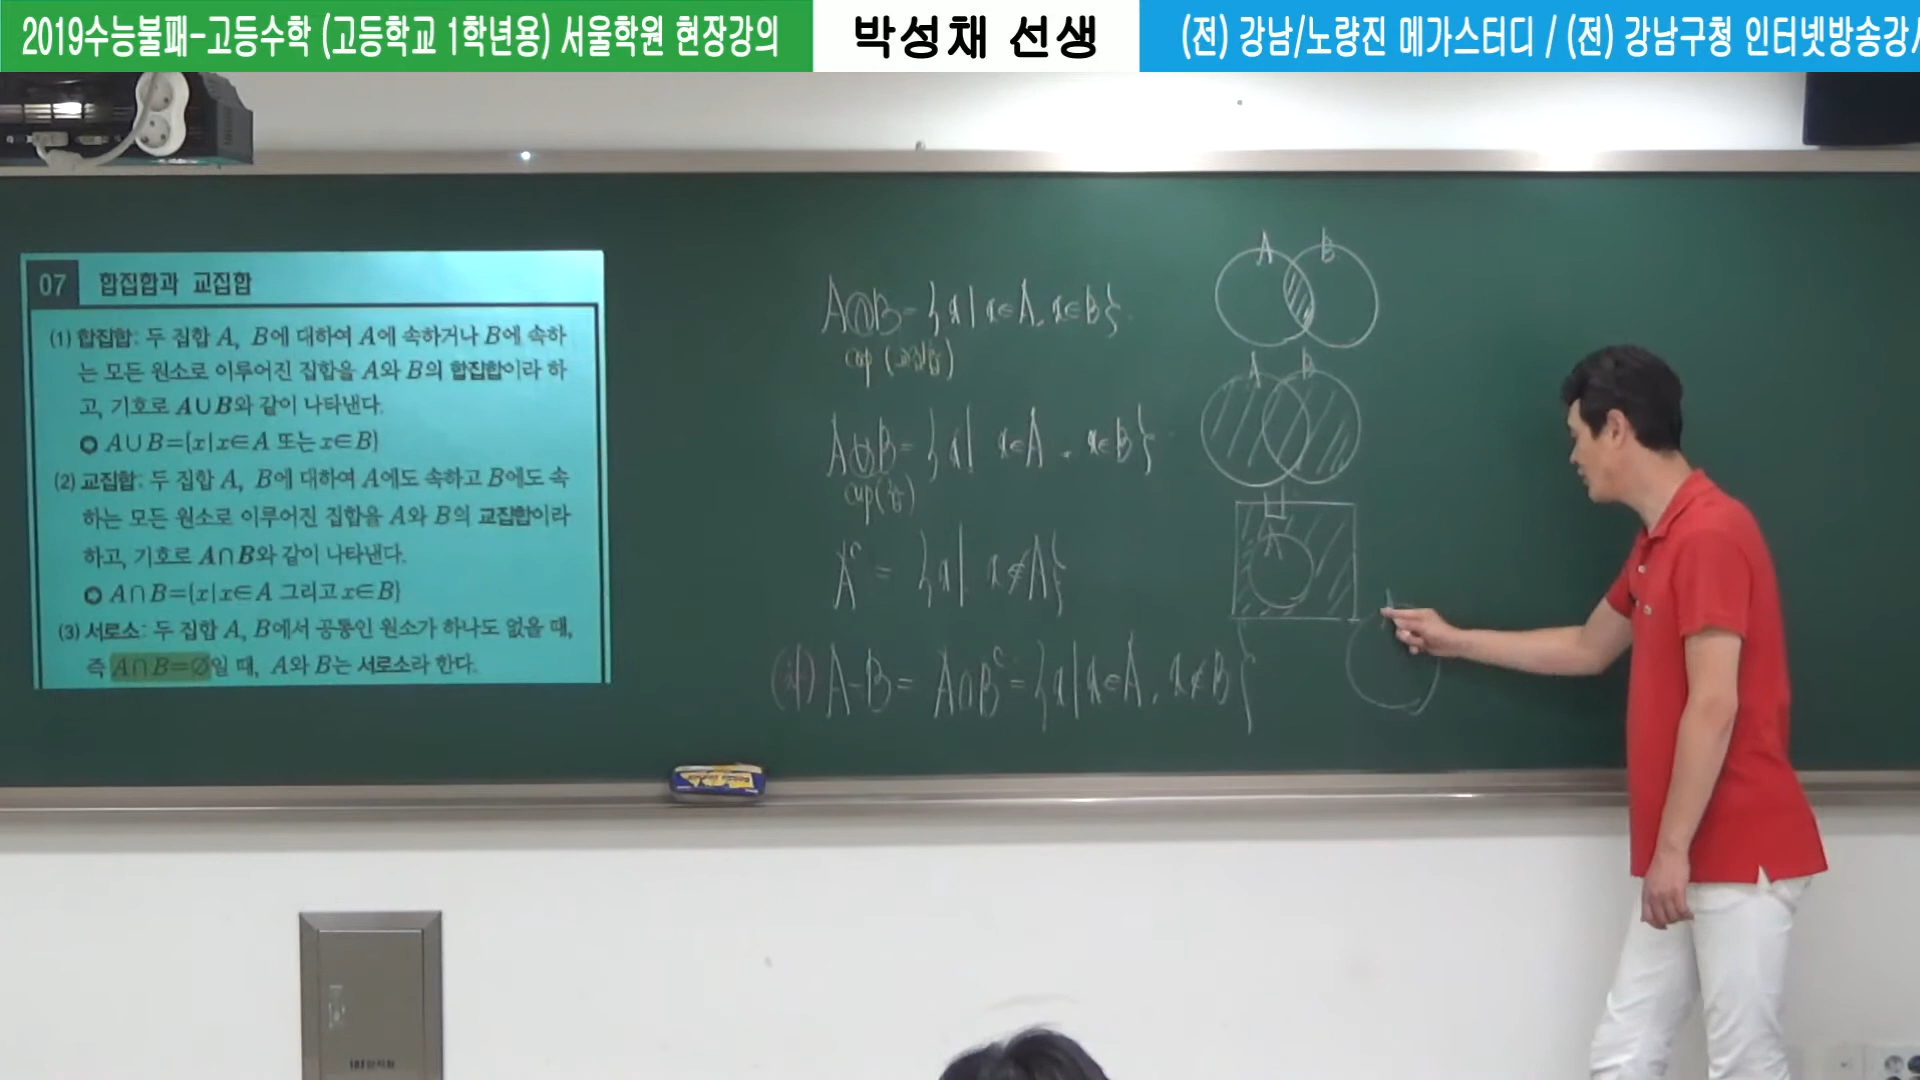 2019수능불패-고등수학 (고등학교 1학년용) 서울학원 현장강의
박성채 선생
(전) 강남/노량진 메가스터디 / (전) 강남구청 인터넷방송강사
07 합집합과 교집합
(1) 합집합: 두 집합 A, B에 대하여 A에 속하거나 B에 속하
는 모든 원소로 이루어진 집합을 A와 B의 합집합이라 하
고, 기호로 A∪B와 같이 나타낸다.
A∪B={x|x∈A 또는 x∈B}
(2) 교집합: 두 집합 A, B에 대하여 A에도 속하고 B에도 속
하는 모든 원소로 이루어진 집합을 A와 B의 교집합이라
하고, 기호로 A∩B와 같이 나타낸다.
A∩B={x|x∈A 그리고 x∈B}
(3) 서로소: 두 집합 A, B에서 공통인 원소가 하나도 없을 때,
즉 A∩B=∅일 때, A와 B는 서로소라 한다.
A∩B={x|x∈A, x∈B}
cap (교집합)
A∪B={x| x∈A, x∈B}
cup(합)
Aᶜ = {x| x∉A}
(차) A-B= A∩Bᶜ={x|x∈A, x∉B}
A B
A B
U
A
A